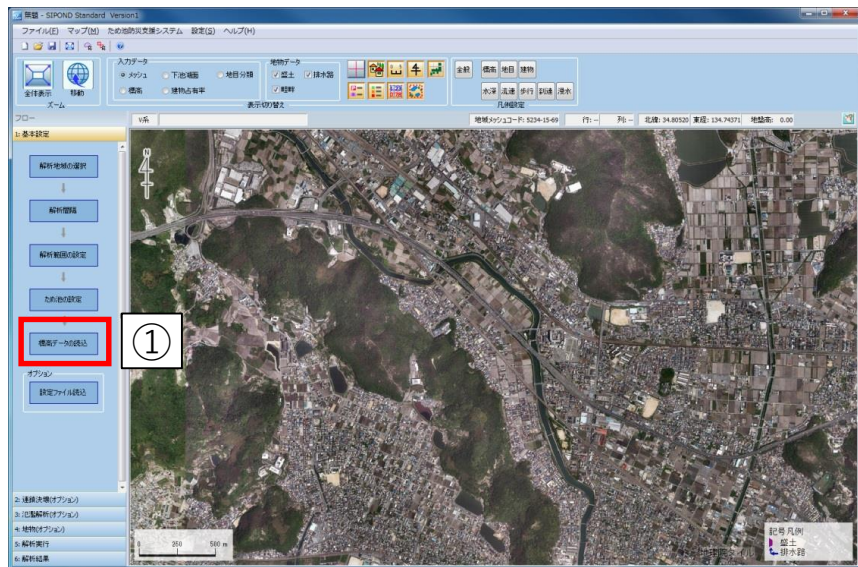 無題 - SIPOND Standard Version1
ファイル(F) マップ(M) ため池防災支援システム 設定(S) ヘルプ(H)
入力データ
地物データ
メッシュ 下池湖面 地目分類
盛土 排水路
標高 建物占有率
畦畔
全般 標高 地目 建物
水深 流速 歩行 到達 浸水
全体表示 移動
ズーム
表示切り替え
凡例設定
フロー
V系
地域メッシュコード: 5234-15-69 行: -- 列: -- 北緯: 34.80520 東経: 134.74371 地盤高: 0.00
1: 基本設定
解析地域の選択
解析間隔
解析範囲の設定
ため池の設定
標高データの読込
①
オプション
設定ファイル読込
2: 連鎖決壊(オプション)
3: 氾濫解析(オプション)
4: 地物(オプション)
5: 解析実行
6: 解析結果
N
4
0 250 500 m
記号凡例
盛土
排水路